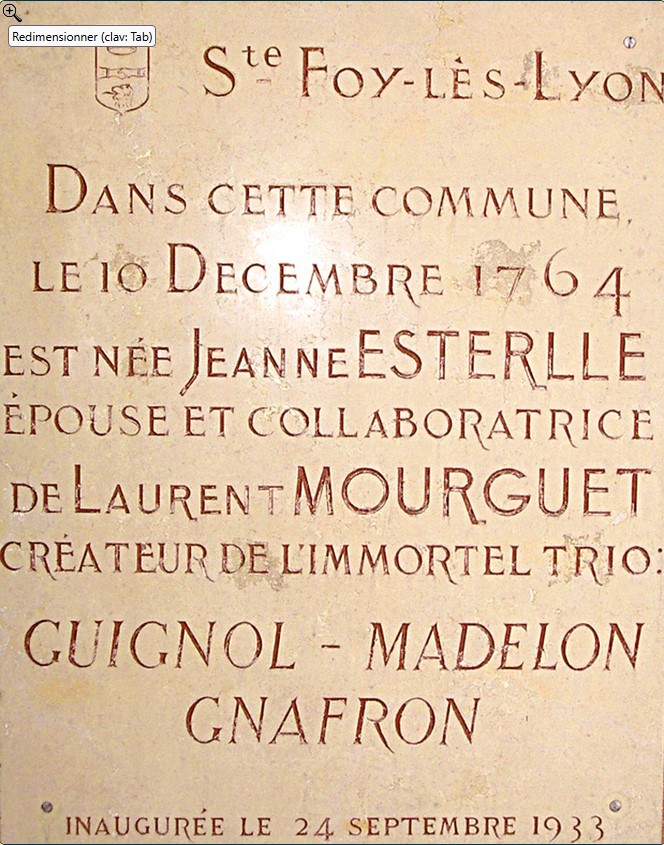 Redimensionner (clav: Tab)
Ste Foy-lès-Lyon
Dans cette commune,
le 10 Decembre 1764
est née Jeanne ESTERLLE
épouse et collaboratrice
de Laurent MOURGUET
créateur de l'immortel trio:
GUIGNOL - MADELON
GNAFRON
inaugurée le 24 septembre 1933